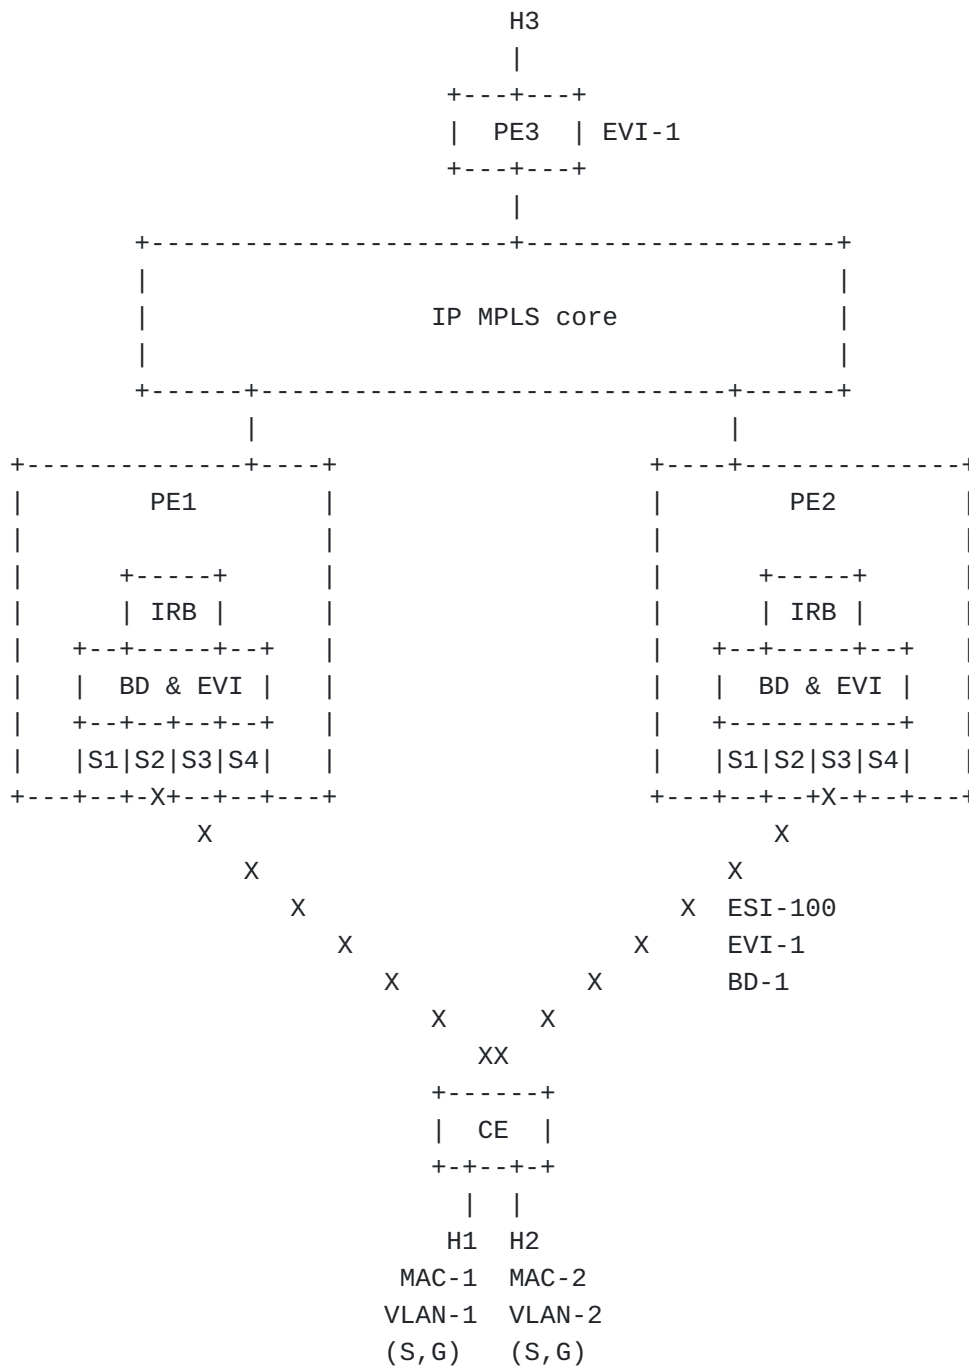 H3
PE3 EVI-1
IP MPLS core
PE1 PE2
IRB IRB
BD & EVI BD & EVI
|S1|S2|S3|S4| |S1|S2|S3|S4|
X X
X X
X X
X X ESI-100
X X EVI-1
X X BD-1
X X
XX
CE
H1 H2
MAC-1 MAC-2
VLAN-1 VLAN-2
(S,G) (S,G)